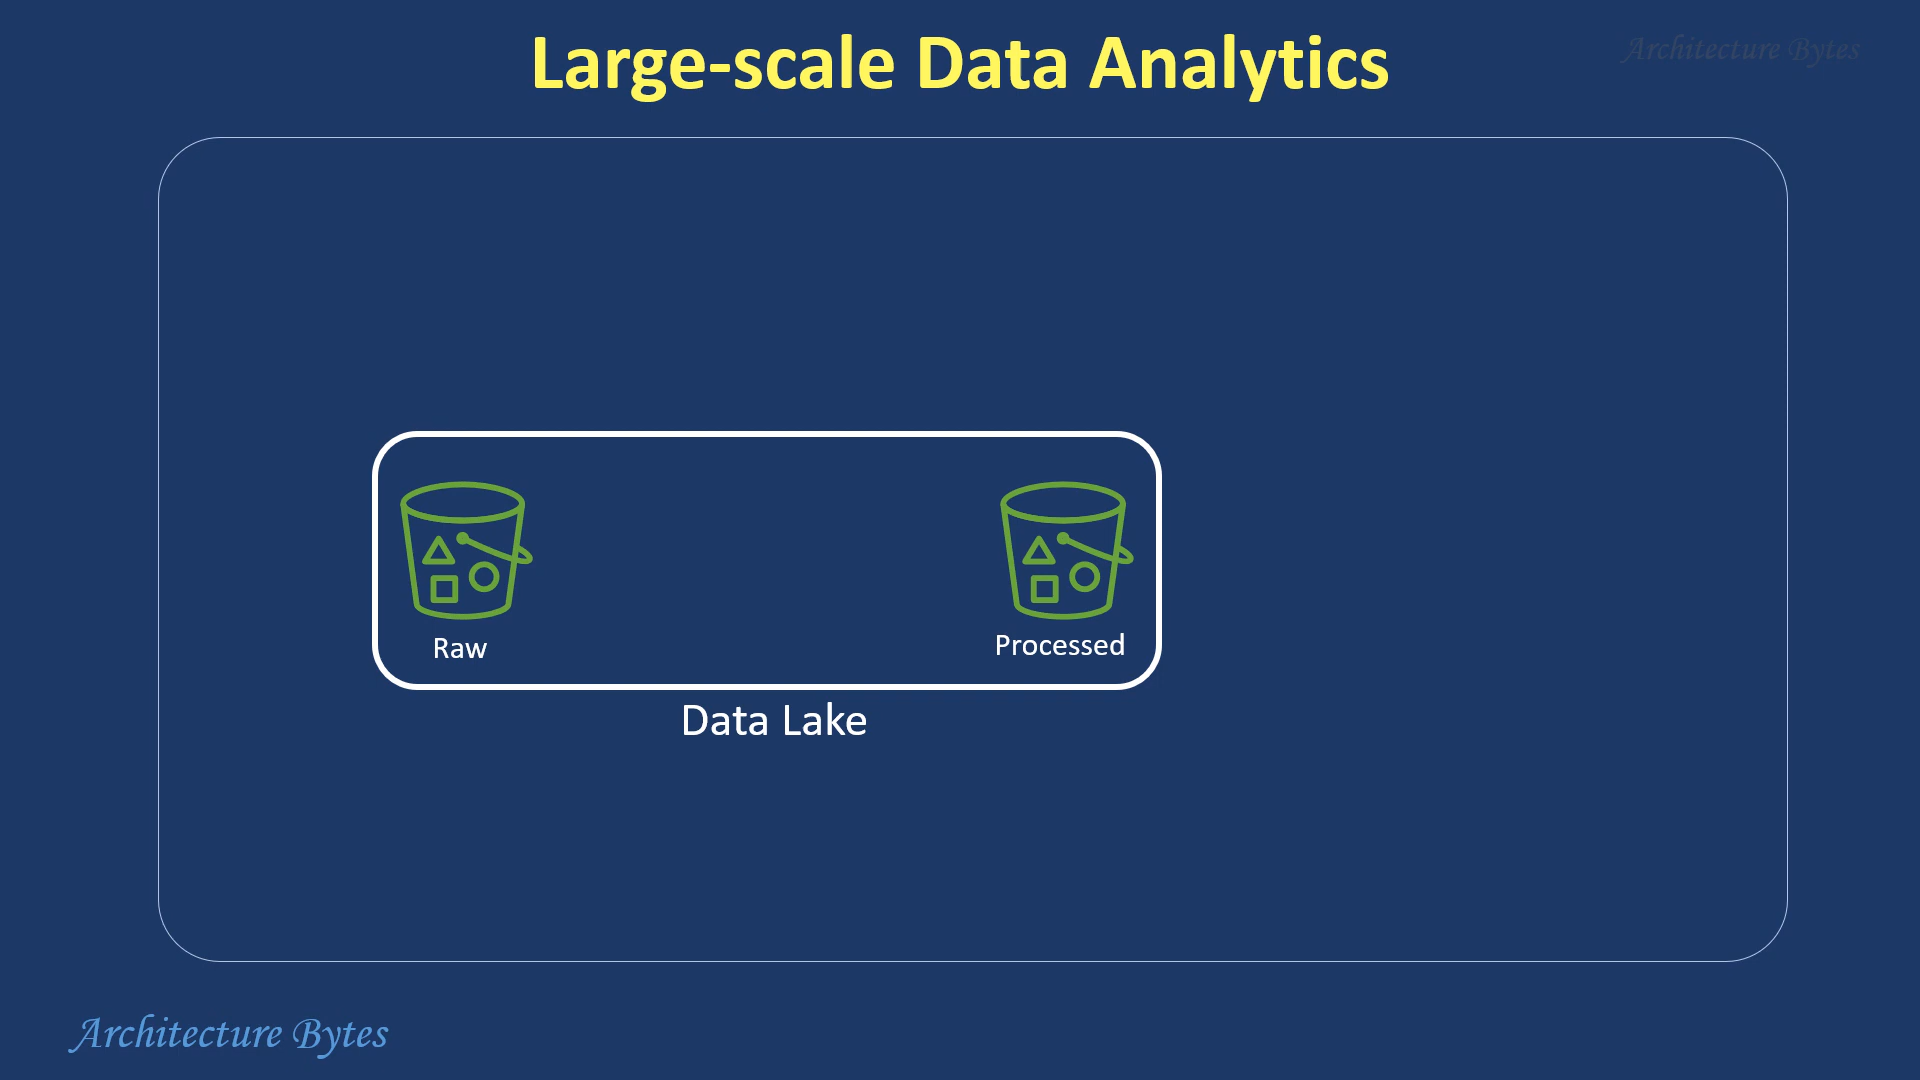 Large-scale Data Analytics
Architecture Bytes
Raw
Processed
Data Lake
Architecture Bytes